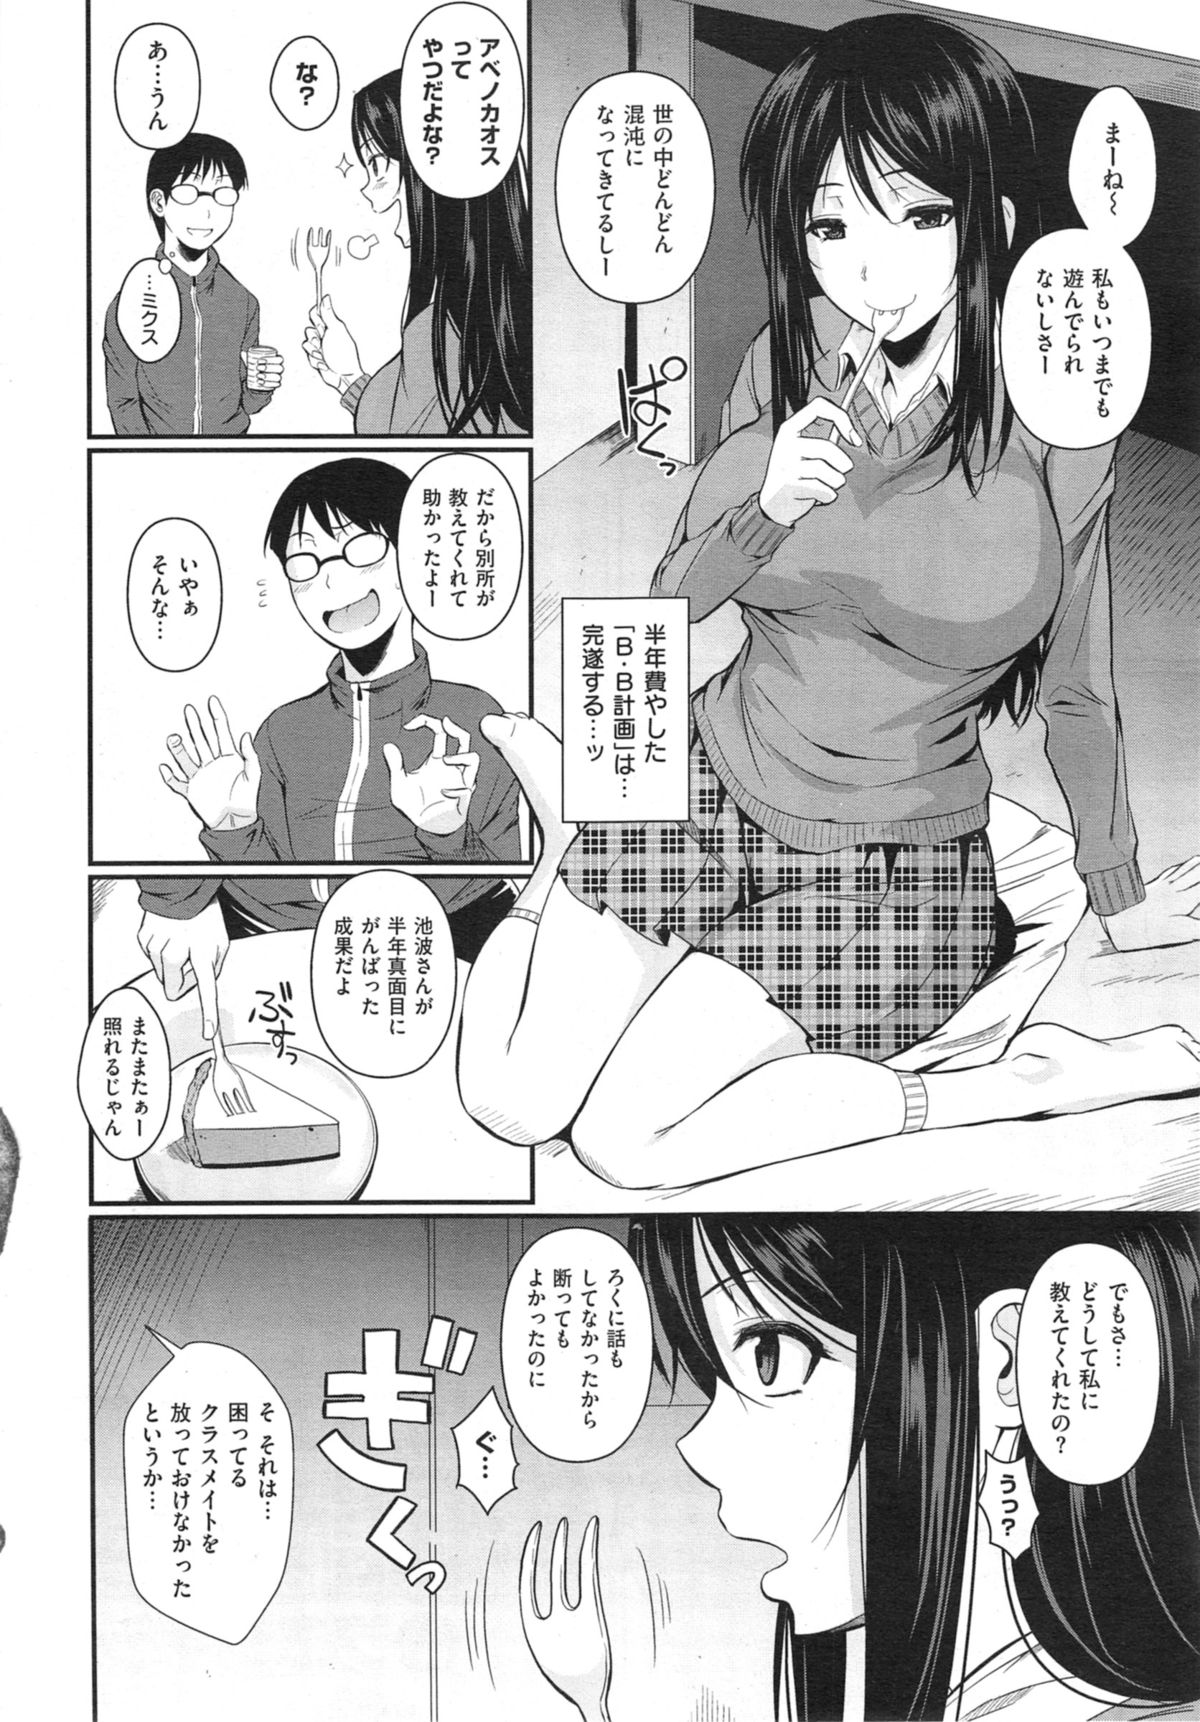 まーね～
私もいつまでも
遊んでられ
ないしさー
世の中どんどん
混沌に
なってきてるしー
ぱくっ
半年費やした
「B・B計画」は…
完遂する…ッ
アベノカオス
って
やつだよな？
な？
あ…うん
…ミクス
だから別所が
教えてくれて
助かったよー
いやぁ
そんな…
池波さんが
半年真面目に
がんばった
成果だよ
ぶすっ
またまたぁー
照れるじゃん
でもさ…
どうして私に
教えてくれたの？
うっ？
ろくに話も
してなかったから
断っても
よかったのに
ぐ…
ギくっ
そ それは…
困ってる
クラスメイトを
放っておけなかった
というか…